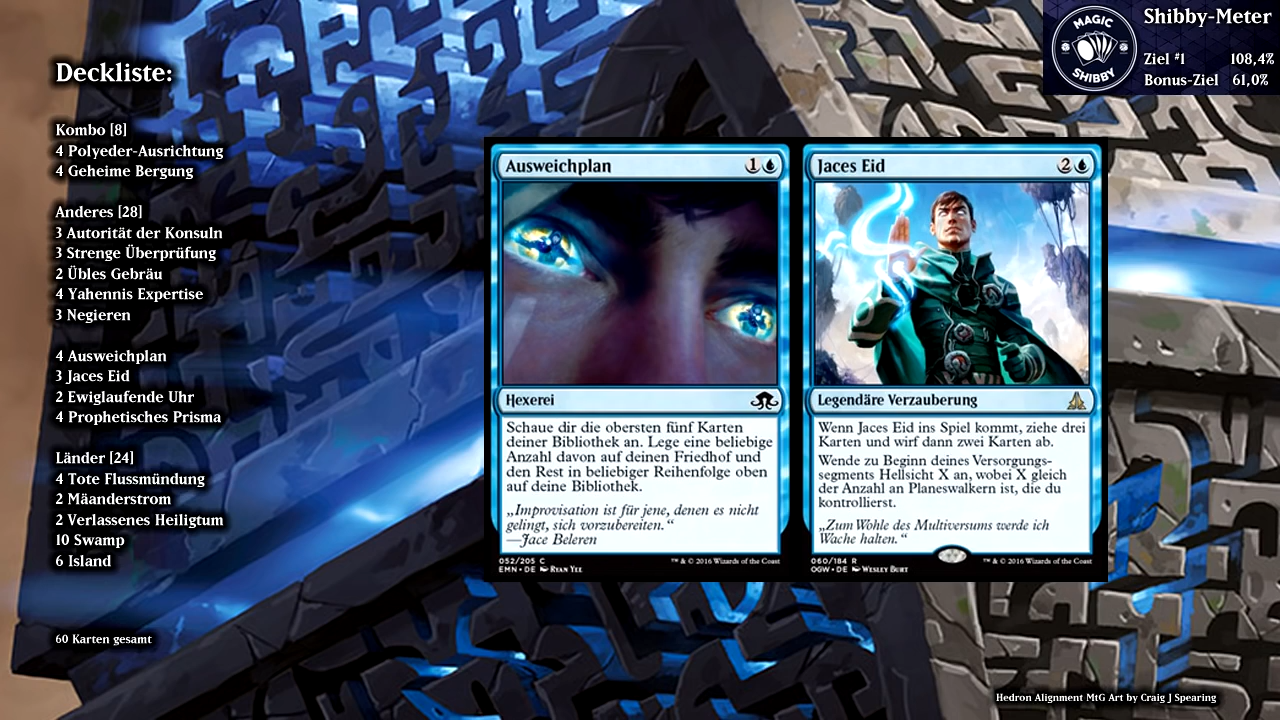 Deckliste:
Kombo [8]
4 Polyeder-Ausrichtung
4 Geheime Bergung
Anderes [28]
3 Autorität der Konsuln
3 Strenge Überprüfung
2 Übles Gebräu
4 Yahennis Expertise
3 Negieren
4 Ausweichplan
3 Jaces Eid
2 Ewiglaufende Uhr
4 Prophetisches Prisma
Länder [24]
4 Tote Flussmündung
2 Mäanderstrom
2 Verlassenes Heiligtum
10 Swamp
6 Island
60 Karten gesamt
Ausweichplan 1
Hexerei
Schaue dir die obersten fünf Karten
deiner Bibliothek an. Lege eine beliebige
Anzahl davon auf deinen Friedhof und
den Rest in beliebiger Reihenfolge oben
auf deine Bibliothek.
„Improvisation ist für jene, denen es nicht
gelingt, sich vorzubereiten.“
—Jace Beleren
052/205 C
EMN • DE RYAN YEE
™ & © 2016 Wizards of the Coast
Jaces Eid 2
Legendäre Verzauberung
Wenn Jaces Eid ins Spiel kommt, ziehe drei
Karten und wirf dann zwei Karten ab.
Wende zu Beginn deines Versorgungs-
segments Hellsicht X an, wobei X gleich
der Anzahl an Planeswalkern ist, die du
kontrollierst.
„Zum Wohle des Multiversums werde ich
Wache halten.“
060/184 R
OGW • DE WESLEY BURT
™ & © 2016 Wizards of the Coast
MAGIC
SHIBBY
Shibby-Meter
Ziel #1 108,4%
Bonus-Ziel 61,0%
Hedron Alignment MtG Art by Craig J Spearing